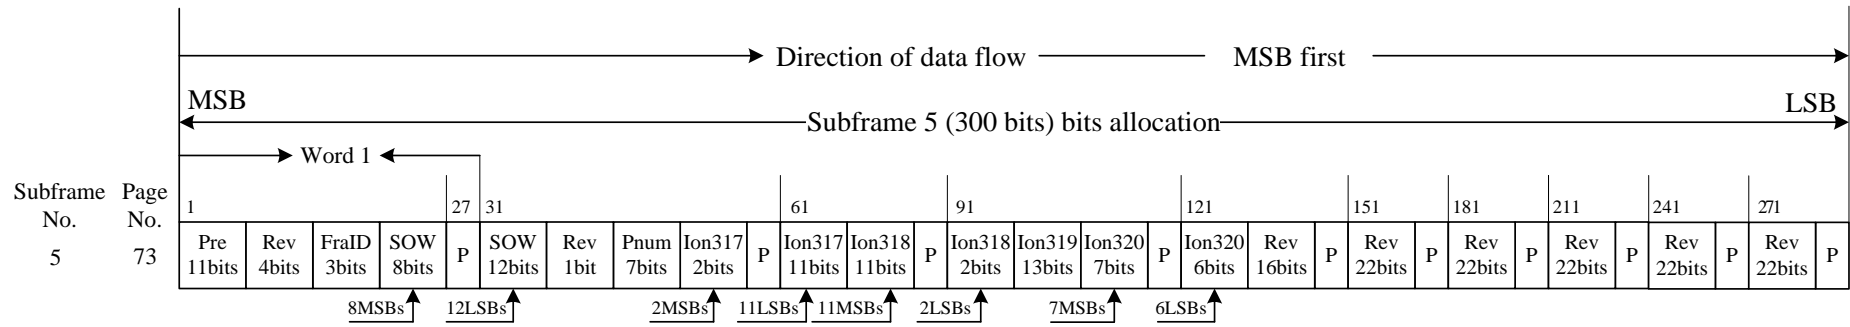 Direction of data flow MSB first
MSB LSB
Subframe 5 (300 bits) bits allocation
Word 1
Subframe Page
No. No.
1 27 31 61 91 121 151 181 211 241 271
5 73
Pre Rev FraID SOW P SOW Rev Pnum Ion317 P Ion317 Ion318 P Ion318 Ion319 Ion320 P Ion320 Rev P Rev P Rev P Rev P Rev P Rev P
11bits 4bits 3bits 8bits 12bits 1bit 7bits 2bits 11bits 11bits 2bits 13bits 7bits 6bits 16bits 22bits 22bits 22bits 22bits 22bits
8MSBs 12LSBs 2MSBs 11LSBs 11MSBs 2LSBs 7MSBs 6LSBs